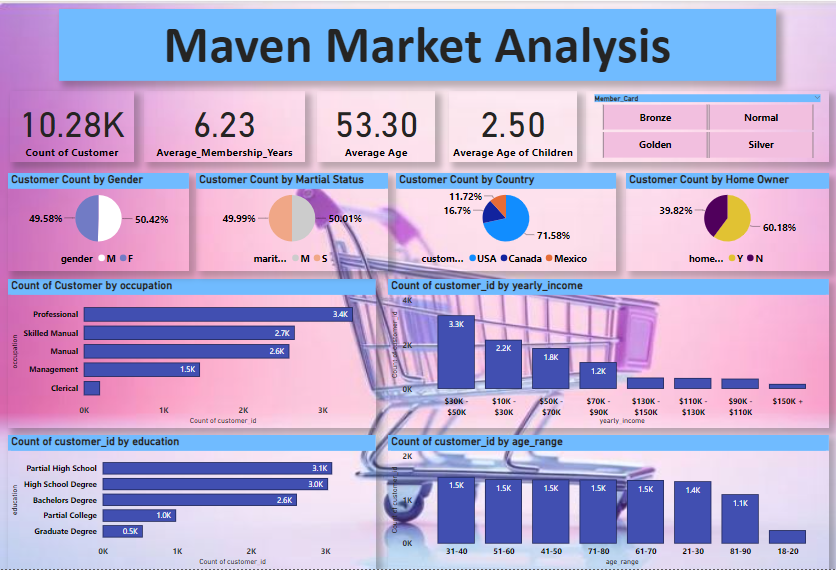 Maven Market Analysis
10.28K
Count of Customer
6.23
Average_Membership_Years
53.30
Average Age
2.50
Average Age of Children
Member_Card
Bronze
Normal
Golden
Silver
Customer Count by Gender
49.58%
50.42%
gender M F
Customer Count by Martial Status
49.99%
50.01%
marit... M S
Customer Count by Country
11.72%
16.7%
71.58%
custom... USA Canada Mexico
Customer Count by Home Owner
39.82%
60.18%
home... Y N
Count of Customer by occupation
occupation
Professional 3.4K
Skilled Manual 2.7K
Manual 2.6K
Management 1.5K
Clerical
0K 1K 2K 3K
Count of customer_id
Count of customer_id by yearly_income
Count of customer_id
4K
2K
0K
3.3K 2.2K 1.8K 1.2K
$30K - $10K - $50K - $70K - $130K - $110K - $90K - $150K +
$50K $30K $70K $90K $150K $130K $110K
yearly_income
Count of customer_id by education
education
Partial High School 3.1K
High School Degree 3.0K
Bachelors Degree 2.6K
Partial College 1.0K
Graduate Degree 0.5K
0K 1K 2K 3K
Count of customer_id
Count of customer_id by age_range
Count of customer_id
2K
1K
0K
1.5K 1.5K 1.5K 1.5K 1.5K 1.4K 1.1K
31-40 51-60 41-50 71-80 61-70 21-30 81-90 18-20
age_range